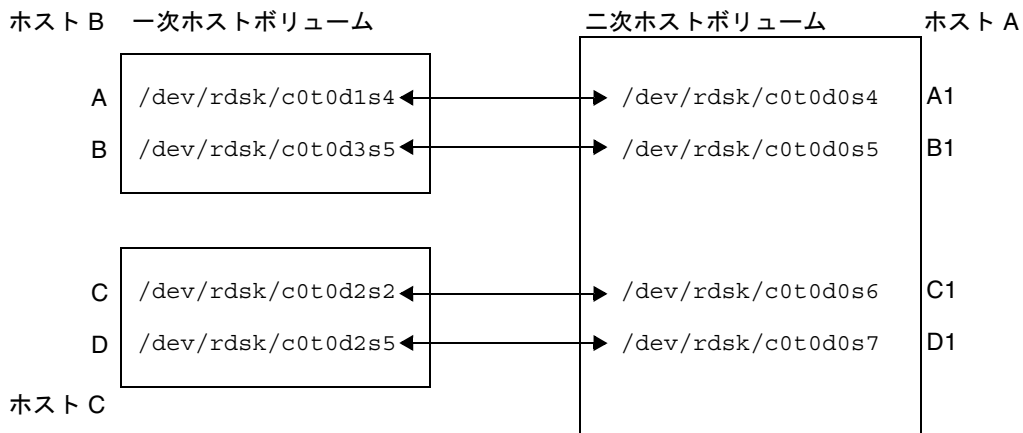 ホスト B 一次ホストボリューム 二次ホストボリューム ホスト A
A /dev/rdsk/c0t0d1s4 /dev/rdsk/c0t0d0s4 A1
B /dev/rdsk/c0t0d3s5 /dev/rdsk/c0t0d0s5 B1
C /dev/rdsk/c0t0d2s2 /dev/rdsk/c0t0d0s6 C1
D /dev/rdsk/c0t0d2s5 /dev/rdsk/c0t0d0s7 D1
ホスト C